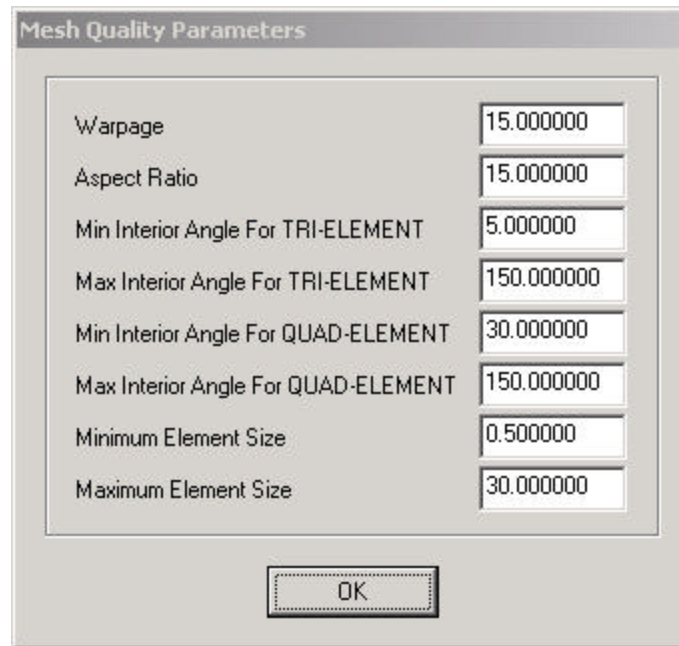 Mesh Quality Parameters
Warpage 15.000000
Aspect Ratio 15.000000
Min Interior Angle For TRI-ELEMENT 5.000000
Max Interior Angle For TRI-ELEMENT 150.000000
Min Interior Angle For QUAD-ELEMENT 30.000000
Max Interior Angle For QUAD-ELEMENT 150.000000
Minimum Element Size 0.500000
Maximum Element Size 30.000000
OK